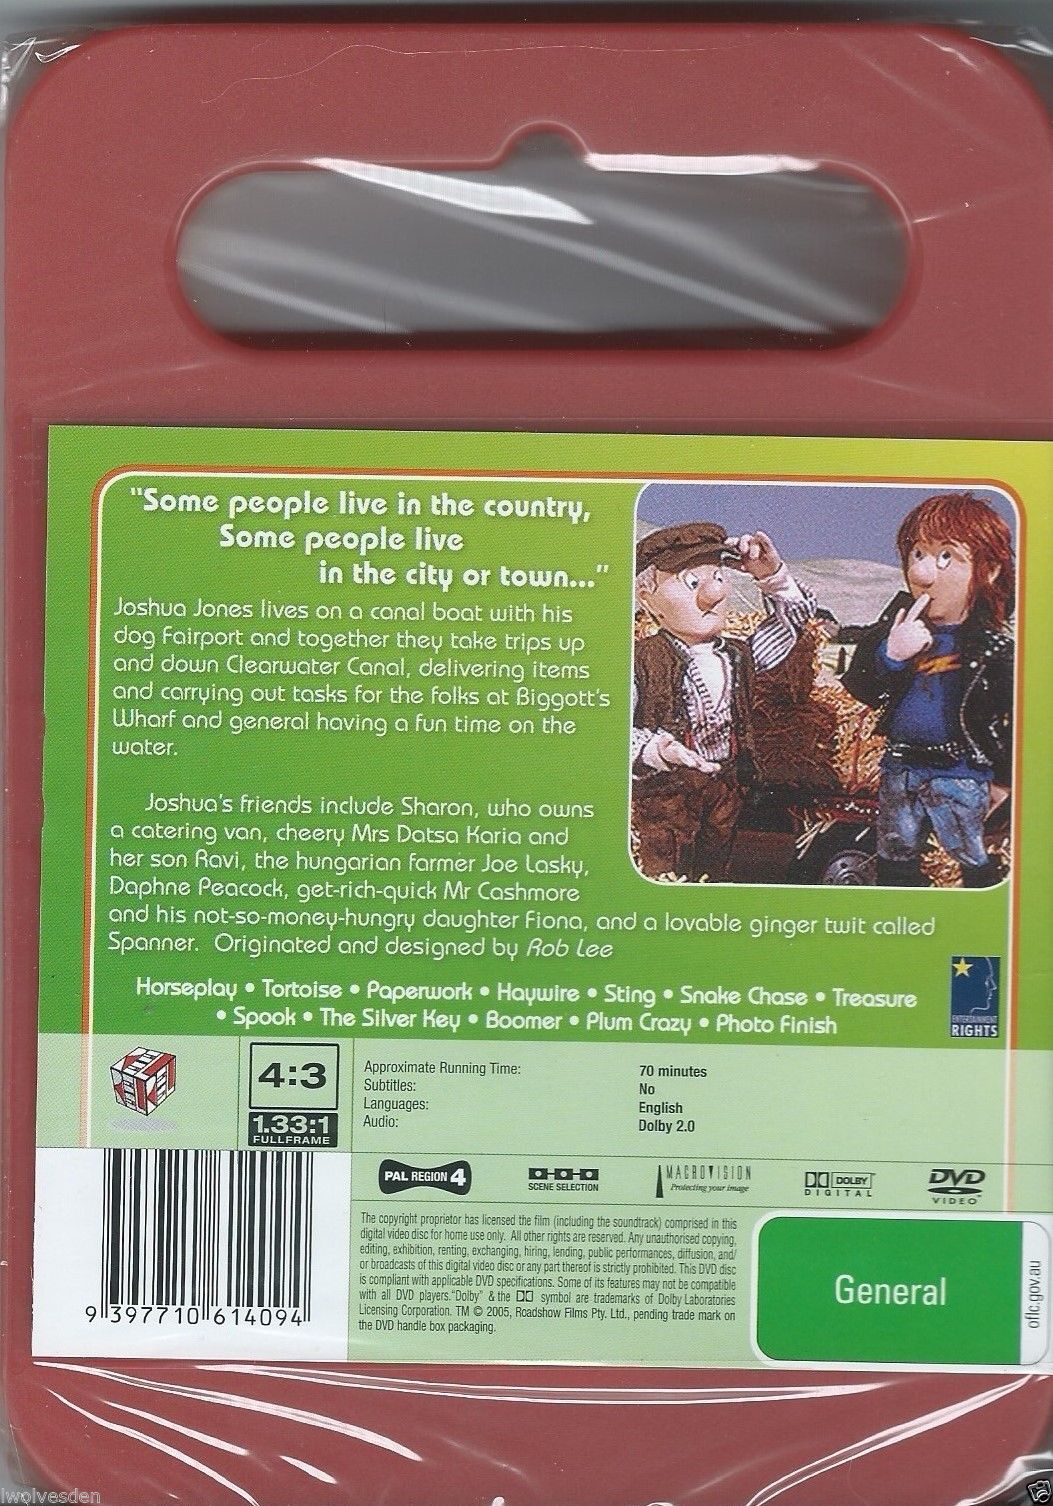 "Some people live in the country,
Some people live
in the city or town..."
Joshua Jones lives on a canal boat with his
dog Fairport and together they take trips up
and down Clearwater Canal, delivering items
and carrying out tasks for the folks at Biggott's
Wharf and general having a fun time on the
water.
Joshua's friends include Sharon, who owns
a catering van, cheery Mrs Datsa Karia and
her son Ravi, the hungarian farmer Joe Lasky,
Daphne Peacock, get-rich-quick Mr Cashmore
and his not-so-money-hungry daughter Fiona, and a lovable ginger twit called
Spanner. Originated and designed by Rob Lee
Horseplay • Tortoise • Paperwork • Haywire • Sting • Snake Chase • Treasure
• Spook • The Silver Key • Boomer • Plum Crazy • Photo Finish
ENTERTAINMENT
RIGHTS
4:3
1.33:1
FULLFRAME
Approximate Running Time: 70 minutes
Subtitles: No
Languages: English
Audio: Dolby 2.0
PAL REGION 4
SCENE SELECTION
MACROVISION
Protecting your image
DOLBY
DIGITAL
DVD
VIDEO
The copyright proprietor has licensed the film (including the soundtrack) comprised in this
digital video disc for home use only. All other rights are reserved. Any unauthorised copying,
editing, exhibition, renting, exchanging, hiring, lending, public performances, diffusion, and/
or broadcasts of this digital video disc or any part thereof is strictly prohibited. This DVD disc
is compliant with applicable DVD specifications. Some of its features may not be compatible
with all DVD players."Dolby" & the DD symbol are trademarks of Dolby Laboratories
Licensing Corporation. TM © 2005, Roadshow Films Pty. Ltd., pending trade mark on
the DVD handle box packaging.
General
oflc.gov.au
9 397710 614094
lwolvesden